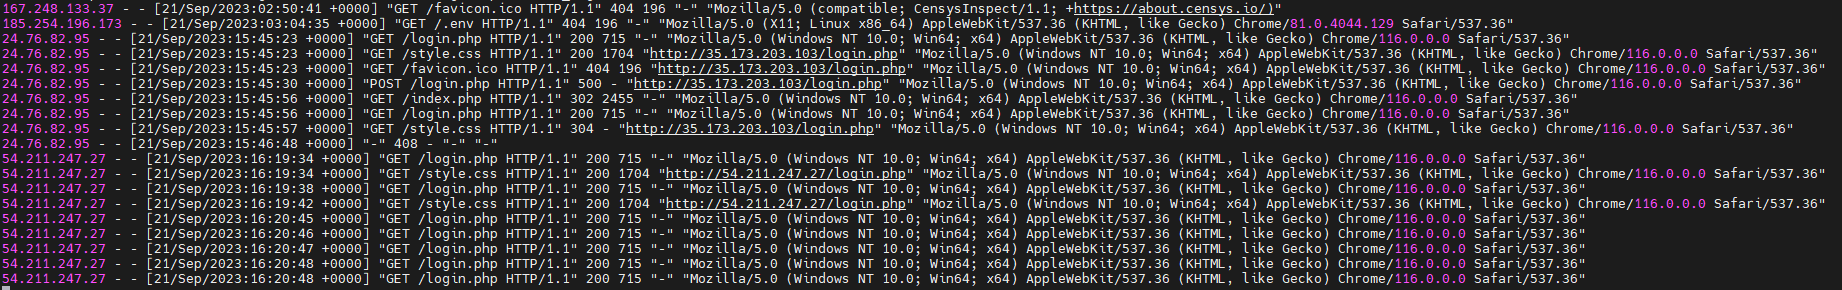 167.248.133.37 - - [21/Sep/2023:02:50:41 +0000] "GET /favicon.ico HTTP/1.1" 404 196 "-" "Mozilla/5.0 (compatible; CensysInspect/1.1; +https://about.censys.io/)"
185.254.196.173 - - [21/Sep/2023:03:04:35 +0000] "GET /.env HTTP/1.1" 404 196 "-" "Mozilla/5.0 (X11; Linux x86_64) AppleWebKit/537.36 (KHTML, like Gecko) Chrome/81.0.4044.129 Safari/537.36"
24.76.82.95 - - [21/Sep/2023:15:45:23 +0000] "GET /login.php HTTP/1.1" 200 715 "-" "Mozilla/5.0 (Windows NT 10.0; Win64; x64) AppleWebKit/537.36 (KHTML, like Gecko) Chrome/116.0.0.0 Safari/537.36"
24.76.82.95 - - [21/Sep/2023:15:45:23 +0000] "GET /style.css HTTP/1.1" 200 1704 "http://35.173.203.103/login.php" "Mozilla/5.0 (Windows NT 10.0; Win64; x64) AppleWebKit/537.36 (KHTML, like Gecko) Chrome/116.0.0.0 Safari/537.36"
24.76.82.95 - - [21/Sep/2023:15:45:23 +0000] "GET /favicon.ico HTTP/1.1" 404 196 "http://35.173.203.103/login.php" "Mozilla/5.0 (Windows NT 10.0; Win64; x64) AppleWebKit/537.36 (KHTML, like Gecko) Chrome/116.0.0.0 Safari/537.36"
24.76.82.95 - - [21/Sep/2023:15:45:30 +0000] "POST /login.php HTTP/1.1" 500 - "http://35.173.203.103/login.php" "Mozilla/5.0 (Windows NT 10.0; Win64; x64) AppleWebKit/537.36 (KHTML, like Gecko) Chrome/116.0.0.0 Safari/537.36"
24.76.82.95 - - [21/Sep/2023:15:45:56 +0000] "GET /index.php HTTP/1.1" 302 2455 "-" "Mozilla/5.0 (Windows NT 10.0; Win64; x64) AppleWebKit/537.36 (KHTML, like Gecko) Chrome/116.0.0.0 Safari/537.36"
24.76.82.95 - - [21/Sep/2023:15:45:56 +0000] "GET /login.php HTTP/1.1" 200 715 "-" "Mozilla/5.0 (Windows NT 10.0; Win64; x64) AppleWebKit/537.36 (KHTML, like Gecko) Chrome/116.0.0.0 Safari/537.36"
24.76.82.95 - - [21/Sep/2023:15:45:57 +0000] "GET /style.css HTTP/1.1" 304 - "http://35.173.203.103/login.php" "Mozilla/5.0 (Windows NT 10.0; Win64; x64) AppleWebKit/537.36 (KHTML, like Gecko) Chrome/116.0.0.0 Safari/537.36"
24.76.82.95 - - [21/Sep/2023:15:46:48 +0000] "-" 408 - "-" "-"
54.211.247.27 - - [21/Sep/2023:16:19:34 +0000] "GET /login.php HTTP/1.1" 200 715 "-" "Mozilla/5.0 (Windows NT 10.0; Win64; x64) AppleWebKit/537.36 (KHTML, like Gecko) Chrome/116.0.0.0 Safari/537.36"
54.211.247.27 - - [21/Sep/2023:16:19:34 +0000] "GET /style.css HTTP/1.1" 200 1704 "http://54.211.247.27/login.php" "Mozilla/5.0 (Windows NT 10.0; Win64; x64) AppleWebKit/537.36 (KHTML, like Gecko) Chrome/116.0.0.0 Safari/537.36"
54.211.247.27 - - [21/Sep/2023:16:19:38 +0000] "GET /login.php HTTP/1.1" 200 715 "-" "Mozilla/5.0 (Windows NT 10.0; Win64; x64) AppleWebKit/537.36 (KHTML, like Gecko) Chrome/116.0.0.0 Safari/537.36"
54.211.247.27 - - [21/Sep/2023:16:19:42 +0000] "GET /style.css HTTP/1.1" 200 1704 "http://54.211.247.27/login.php" "Mozilla/5.0 (Windows NT 10.0; Win64; x64) AppleWebKit/537.36 (KHTML, like Gecko) Chrome/116.0.0.0 Safari/537.36"
54.211.247.27 - - [21/Sep/2023:16:20:45 +0000] "GET /login.php HTTP/1.1" 200 715 "-" "Mozilla/5.0 (Windows NT 10.0; Win64; x64) AppleWebKit/537.36 (KHTML, like Gecko) Chrome/116.0.0.0 Safari/537.36"
54.211.247.27 - - [21/Sep/2023:16:20:46 +0000] "GET /login.php HTTP/1.1" 200 715 "-" "Mozilla/5.0 (Windows NT 10.0; Win64; x64) AppleWebKit/537.36 (KHTML, like Gecko) Chrome/116.0.0.0 Safari/537.36"
54.211.247.27 - - [21/Sep/2023:16:20:47 +0000] "GET /login.php HTTP/1.1" 200 715 "-" "Mozilla/5.0 (Windows NT 10.0; Win64; x64) AppleWebKit/537.36 (KHTML, like Gecko) Chrome/116.0.0.0 Safari/537.36"
54.211.247.27 - - [21/Sep/2023:16:20:48 +0000] "GET /login.php HTTP/1.1" 200 715 "-" "Mozilla/5.0 (Windows NT 10.0; Win64; x64) AppleWebKit/537.36 (KHTML, like Gecko) Chrome/116.0.0.0 Safari/537.36"
54.211.247.27 - - [21/Sep/2023:16:20:48 +0000] "GET /login.php HTTP/1.1" 200 715 "-" "Mozilla/5.0 (Windows NT 10.0; Win64; x64) AppleWebKit/537.36 (KHTML, like Gecko) Chrome/116.0.0.0 Safari/537.36"